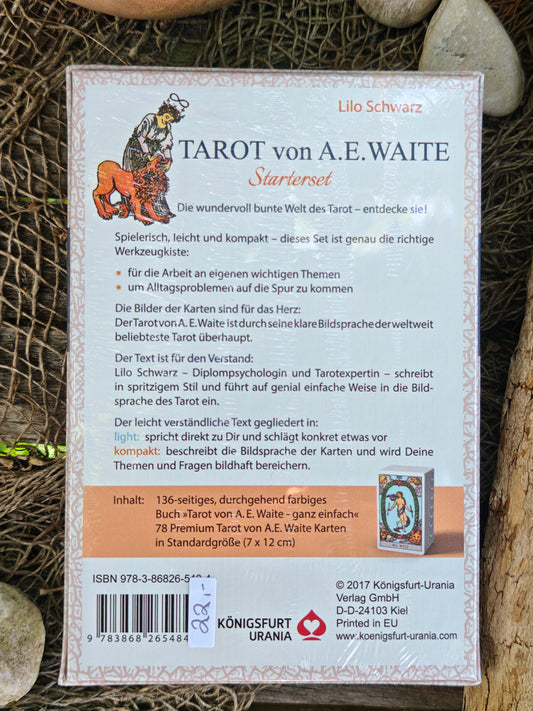 Lilo Schwarz
TAROT von A.E.WAITE
Starterset
Die wundervoll bunte Welt des Tarot – entdecke sie!
Spielerisch, leicht und kompakt – dieses Set ist genau die richtige
Werkzeugkiste:
• für die Arbeit an eigenen wichtigen Themen
• um Alltagsproblemen auf die Spur zu kommen
Die Bilder der Karten sind für das Herz:
Der Tarot von A. E. Waite ist durch seine klare Bildsprache der weltweit
beliebteste Tarot überhaupt.
Der Text ist für den Verstand:
Lilo Schwarz – Diplompsychologin und Tarotexpertin – schreibt
in spritzigem Stil und führt auf genial einfache Weise in die Bild-
sprache des Tarot ein.
Der leicht verständliche Text gegliedert in:
light: spricht direkt zu Dir und schlägt konkret etwas vor
kompakt: beschreibt die Bildsprache der Karten und wird Deine
Themen und Fragen bildhaft bereichern.
Inhalt: 136-seitiges, durchgehend farbiges
Buch »Tarot von A. E. Waite - ganz einfach«
78 Premium Tarot von A. E. Waite Karten
in Standardgröße (7 x 12 cm)
ISBN 978-3-86826-
22,-
9 783868 265484
KÖNIGSFURT
URANIA
© 2017 Königsfurt-Urania
Verlag GmbH
D-D-24103 Kiel
Printed in EU
www.koenigsfurt-urania.com